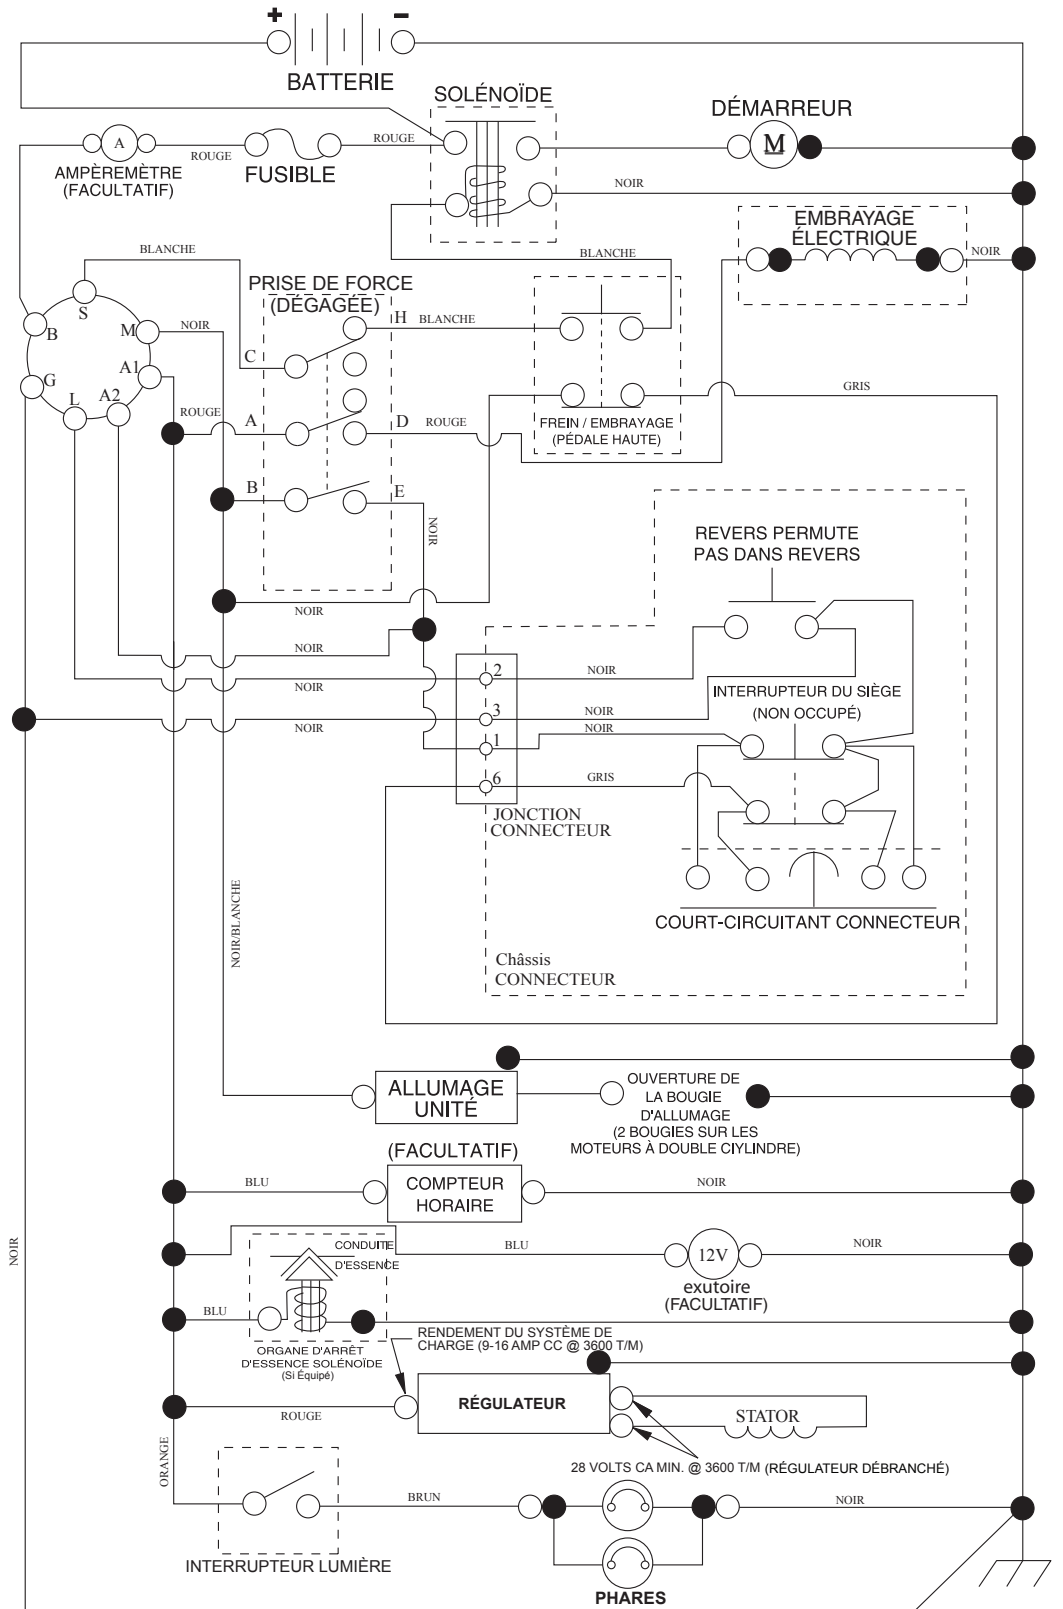 + -
BATTERIE
SOLÉNOÏDE
DÉMARREUR
A
ROUGE
ROUGE
M
AMPÈREMÈTRE
(FACULTATIF)
FUSIBLE
NOIR
EMBRAYAGE
ÉLECTRIQUE
NOIR
BLANCHE
BLANCHE
PRISE DE FORCE
(DÉGAGÉE)
S
B
M
NOIR
H
BLANCHE
C
G
A1
L
A2
GRIS
ROUGE
A
D
ROUGE
FREIN / EMBRAYAGE
(PÉDALE HAUTE)
B
E
NOIR
REVERS PERMUTE
PAS DANS REVERS
NOIR
NOIR
2
NOIR
NOIR
INTERRUPTEUR DU SIÈGE
(NON OCCUPÉ)
3
NOIR
NOIR
NOIR
1
6
GRIS
JONCTION
CONNECTEUR
COURT-CIRCUITANT CONNECTEUR
NOIR/BLANCHE
Châssis
CONNECTEUR
ALLUMAGE
UNITÉ
OUVERTURE DE
LA BOUGIE
D'ALLUMAGE
(2 BOUGIES SUR LES
MOTEURS À DOUBLE CIYLINDRE)
(FACULTATIF)
COMPTEUR
HORAIRE
BLU
NOIR
NOIR
CONDUITE
D'ESSENCE
BLU
12V
NOIR
exutoire
(FACULTATIF)
BLU
ORGANE D'ARRÊT
D'ESSENCE SOLÉNOÏDE
(Si Équipé)
RENDEMENT DU SYSTÈME DE
CHARGE (9-16 AMP CC @ 3600 T/M)
RÉGULATEUR
ROUGE
STATOR
ORANGE
28 VOLTS CA MIN. @ 3600 T/M (RÉGULATEUR DÉBRANCHÉ)
BRUN
NOIR
INTERRUPTEUR LUMIÈRE
PHARES